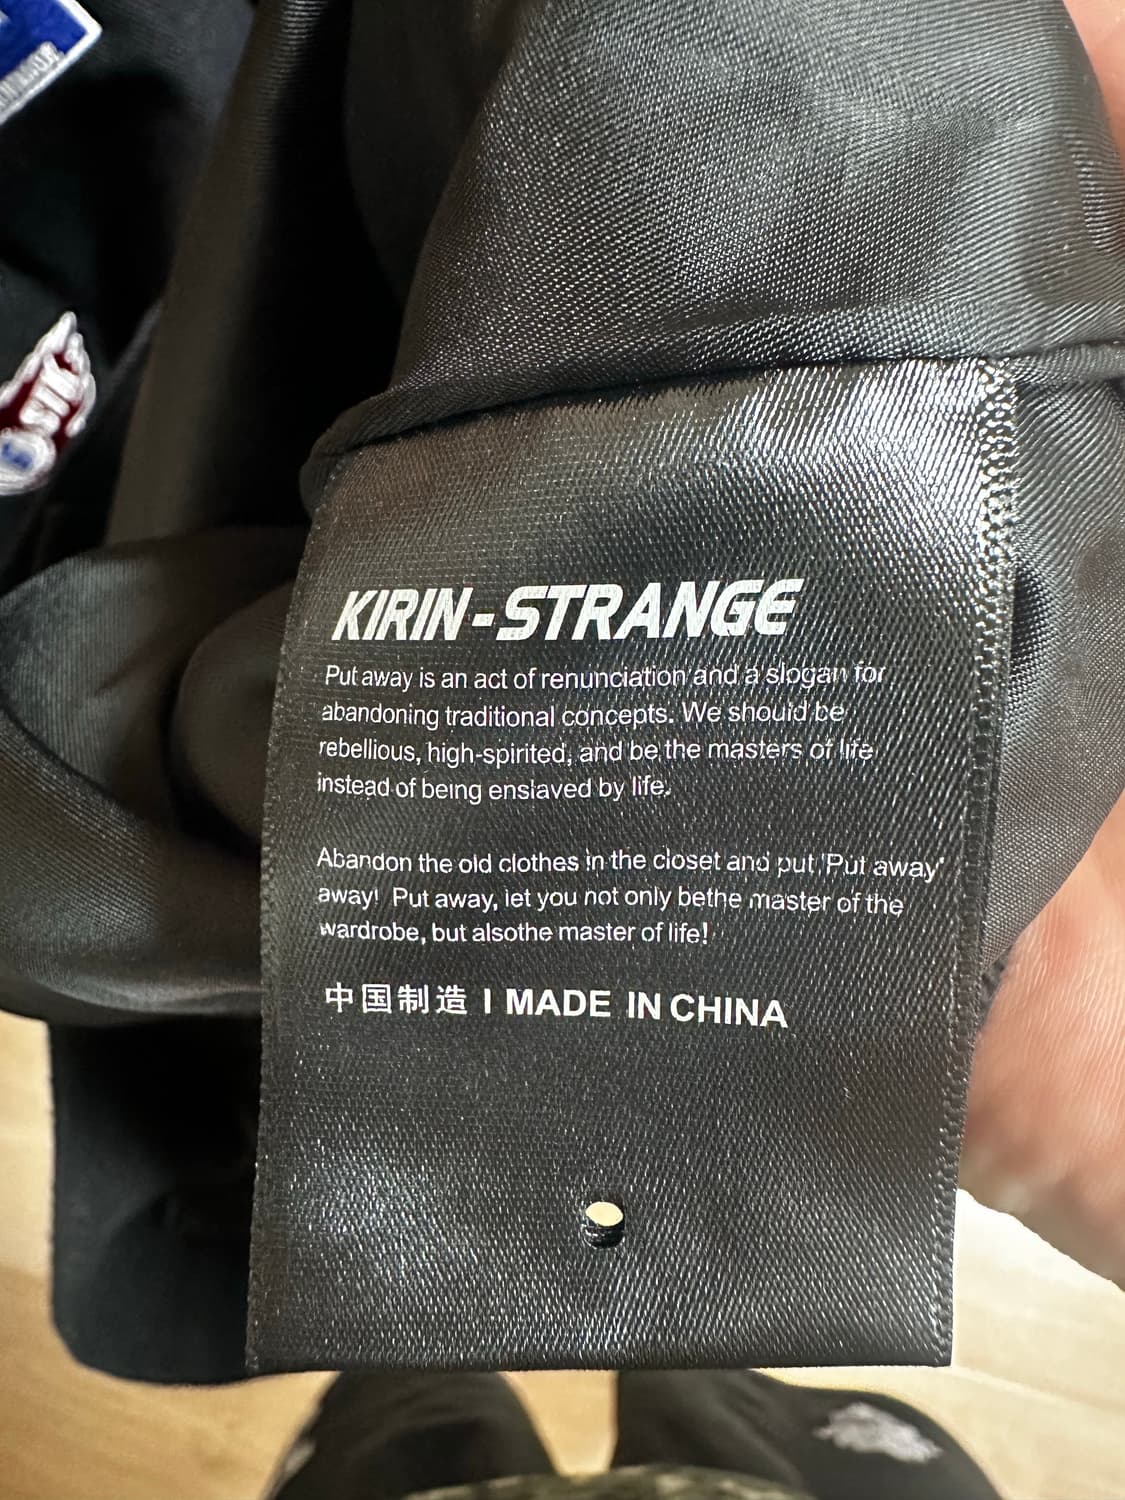 KIRIN-STRANGE
Put away is an act of renunciation and a slogan for
abandoning traditional concepts. We should be
rebellious, high-spirited, and be the masters of life
instead of being enslaved by life.
Abandon the old clothes in the closet and put 'Put away'
away! Put away, let you not only bethe master of the
wardrobe, but alsothe master of life!
中国制造 I MADE IN CHINA